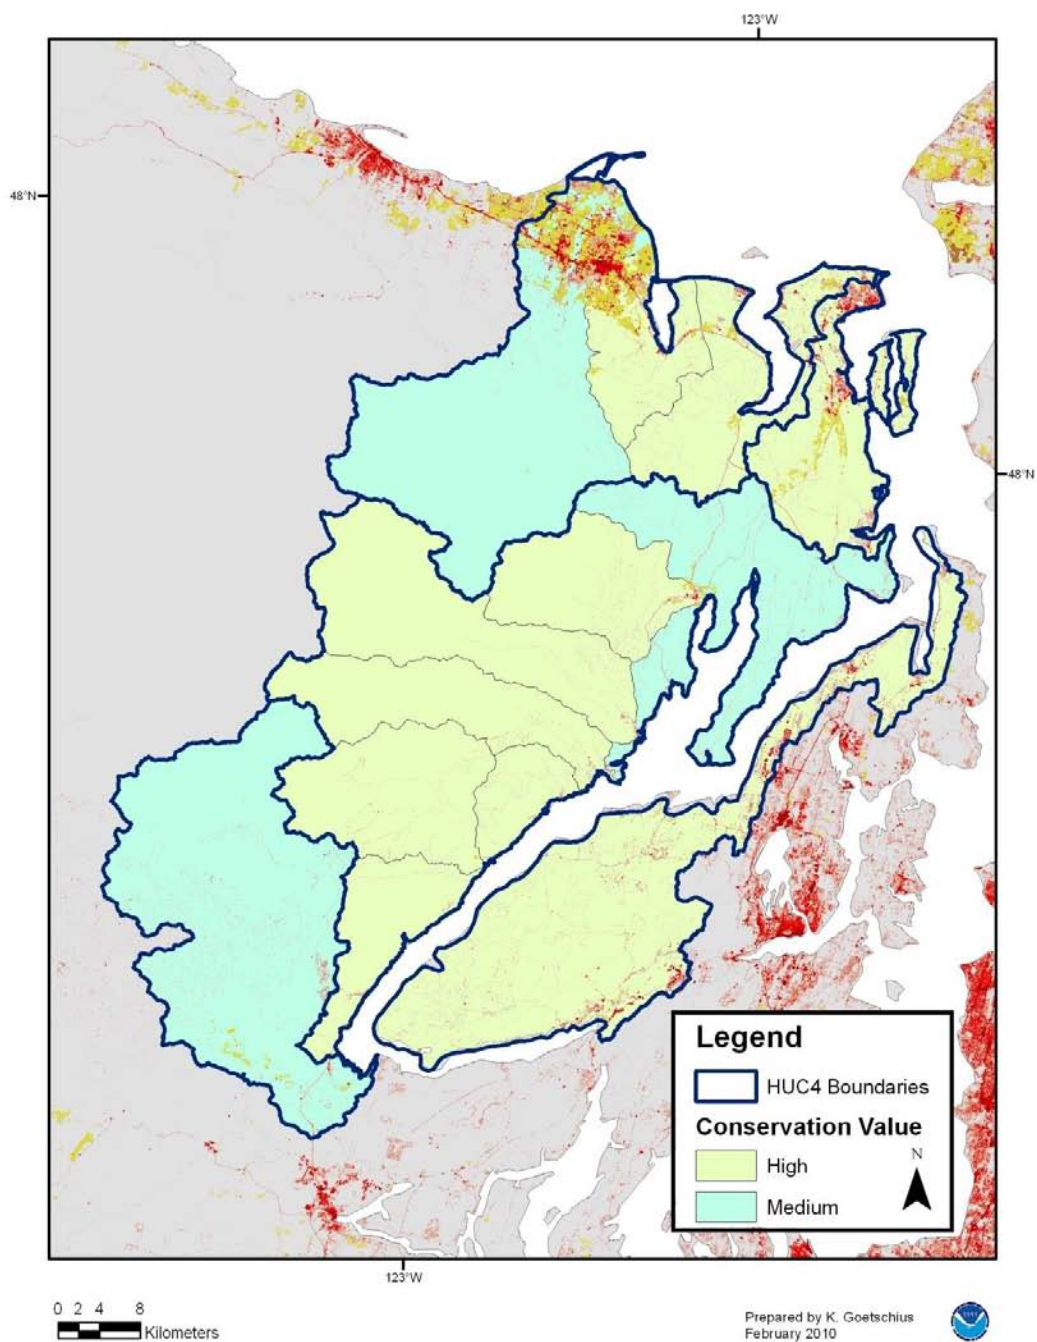 123°W
48°N
48°N
Legend
HUC4 Boundaries
Conservation Value
N
High
Medium
123°W
0 2 4 8
Kilometers
Prepared by K. Goetschius
February 2010